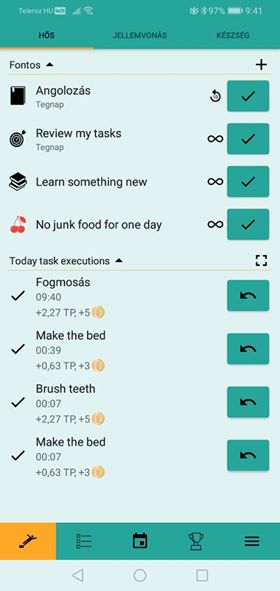 Telenor HU 97% 9:41
HŐS JELLEMVONÁS KÉSZSÉG
Fontos
Angolozás
Tegnap
Review my tasks
Tegnap
Learn something new
No junk food for one day
Today task executions
Fogmosás
09:40
+2,27 TP, +5
Make the bed
00:39
+0,63 TP, +3
Brush teeth
00:07
+2,27 TP, +5
Make the bed
00:07
+0,63 TP, +3